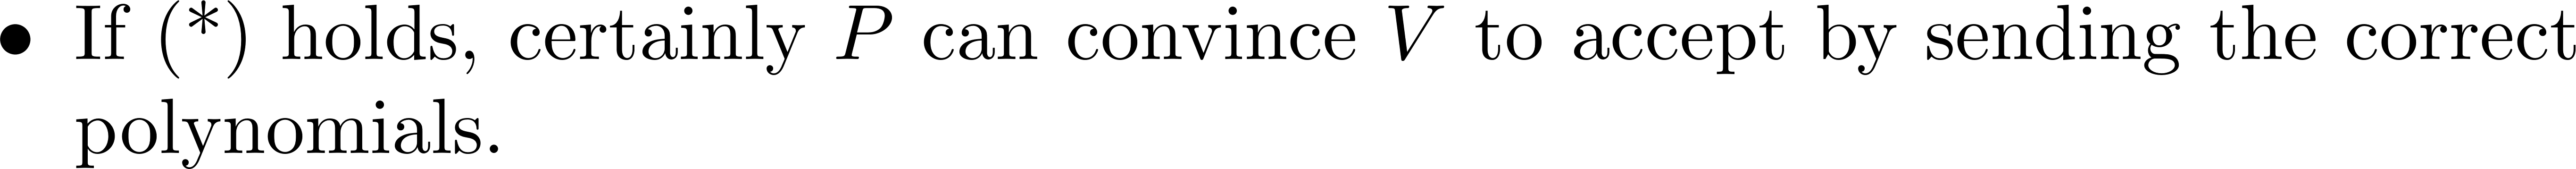 • If (*) holds, certainly P can convince V to accept by sending the correct
polynomials.